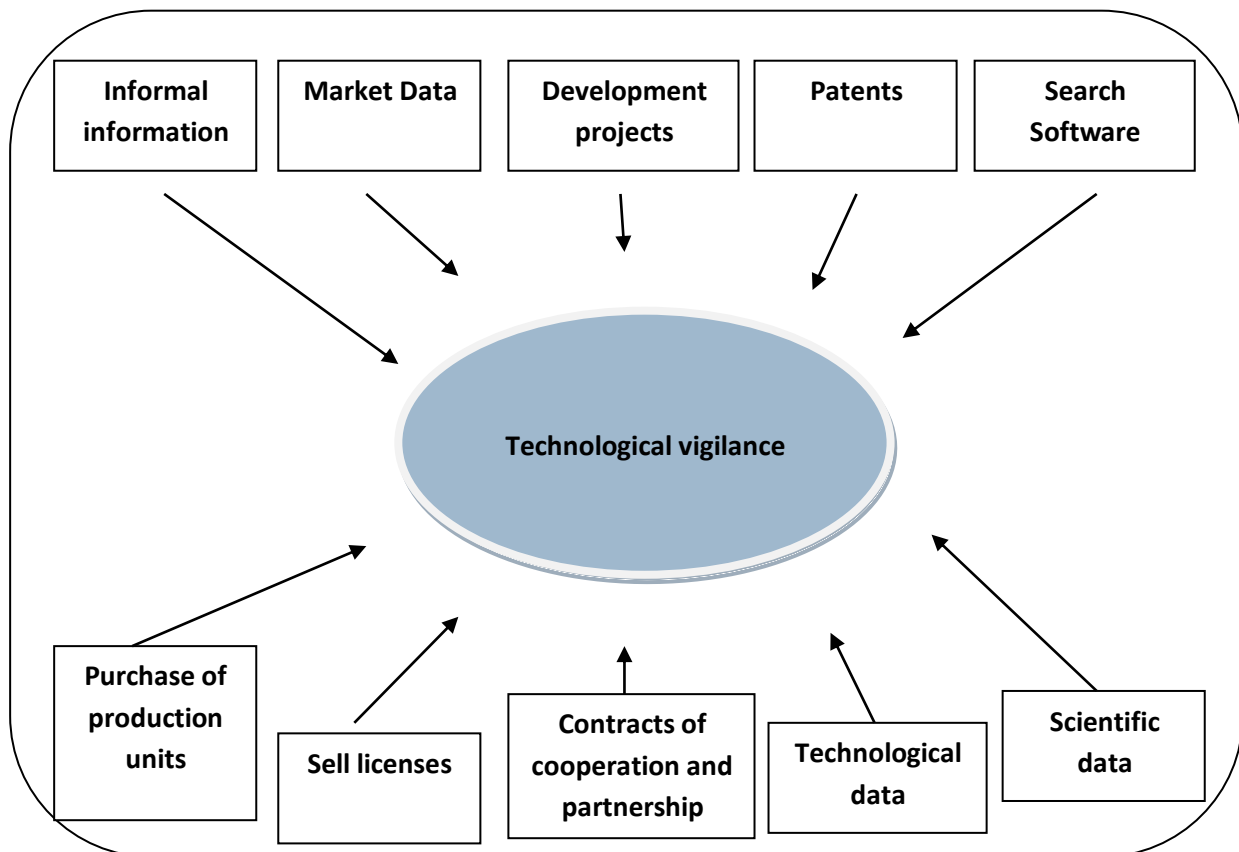 Informal
information
Market Data
Development
projects
Patents
Search
Software
Technological vigilance
Purchase of
production
units
Sell licenses
Contracts of
cooperation and
partnership
Technological
data
Scientific
data